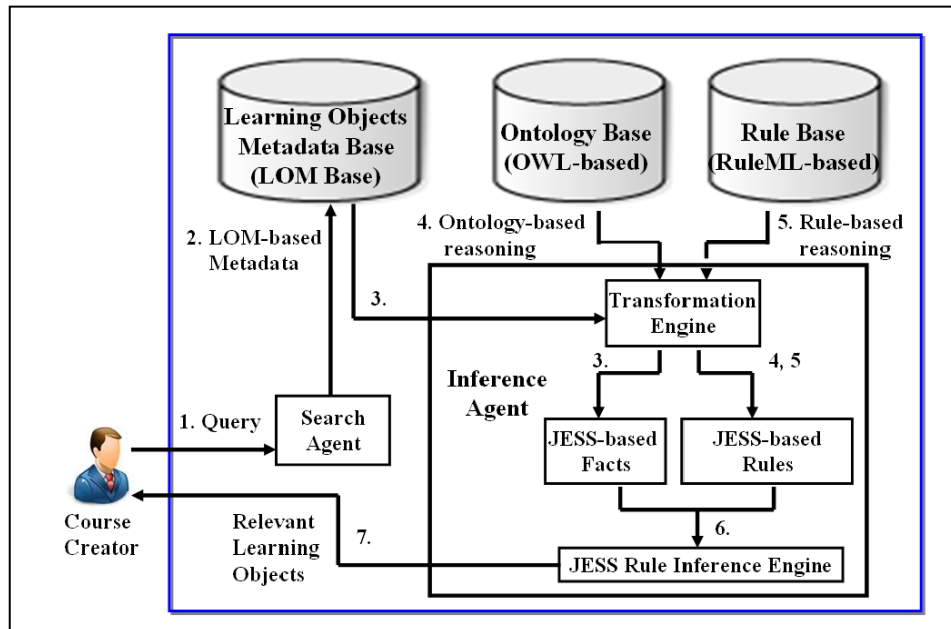 Learning Objects
Metadata Base
(LOM Base)
Ontology Base
(OWL-based)
Rule Base
(RuleML-based)
2. LOM-based
Metadata
4. Ontology-based
reasoning
5. Rule-based
reasoning
3.
Transformation
Engine
3.
4, 5
Inference
Agent
1. Query
Search
Agent
JESS-based
Facts
JESS-based
Rules
Course
Creator
Relevant
Learning
Objects
7.
6.
JESS Rule Inference Engine